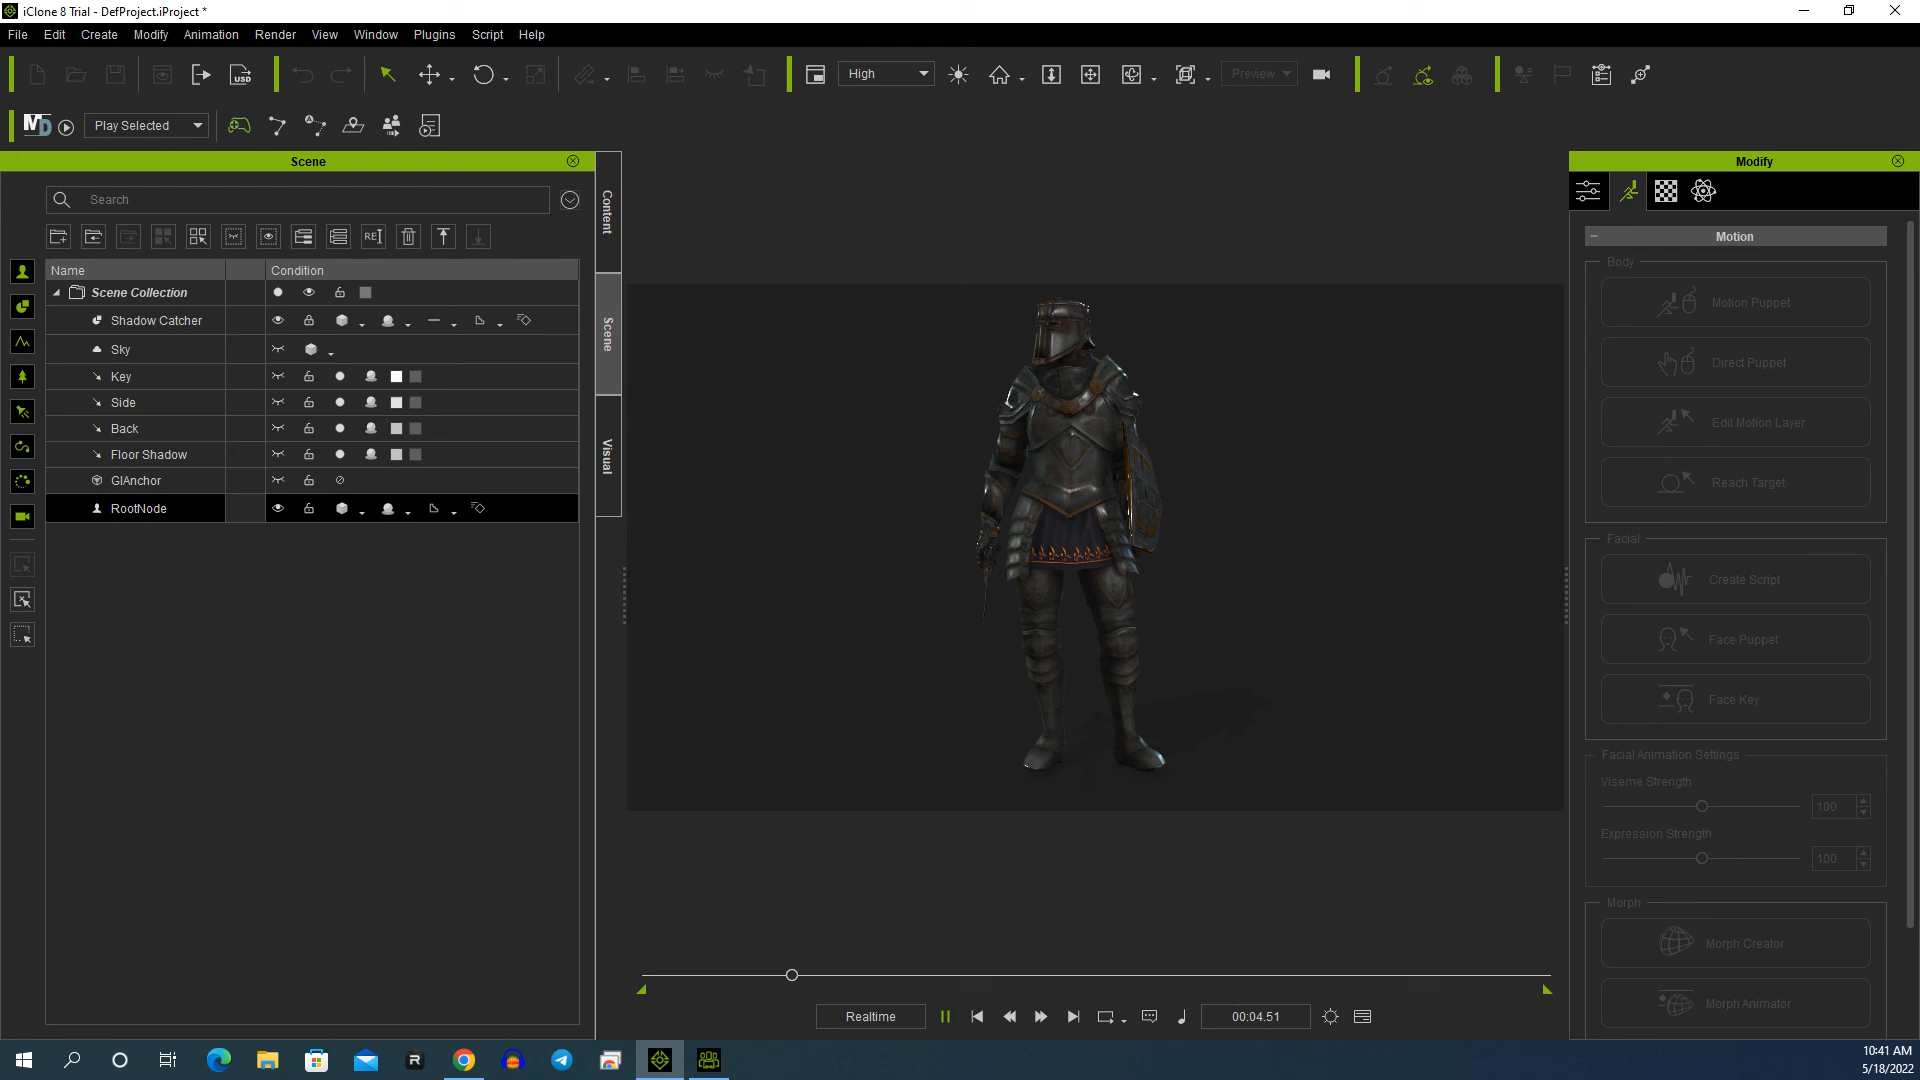 iClone 8 Trial - DefProject.iProject *
File Edit Create Modify Animation Render View Window Plugins Script Help
USD High Preview
MD Play Selected
Scene
Search
REI
Name Condition
Scene Collection
Shadow Catcher
Sky
Key
Side
Back
Floor Shadow
GIAnchor
RootNode
Content
Scene
Visual
Realtime 00:04.51
Modify
Motion
Body
Motion Puppet
Direct Puppet
Edit Motion Layer
Reach Target
Facial
Create Script
Face Puppet
Face Key
Facial Animation Settings
Viseme Strength
100
Expression Strength
100
Morph
Morph Creator
Morph Animator
10:41 AM
5/18/2022